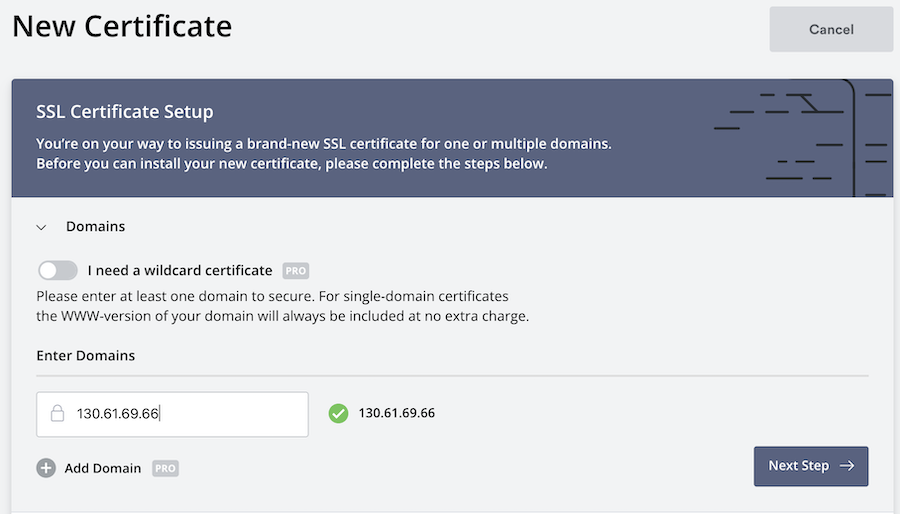 New Certificate
Cancel
SSL Certificate Setup
You’re on your way to issuing a brand-new SSL certificate for one or multiple domains.
Before you can install your new certificate, please complete the steps below.
Domains
I need a wildcard certificate PRO
Please enter at least one domain to secure. For single-domain certificates
the WWW-version of your domain will always be included at no extra charge.
Enter Domains
130.61.69.66 130.61.69.66
Add Domain PRO
Next Step